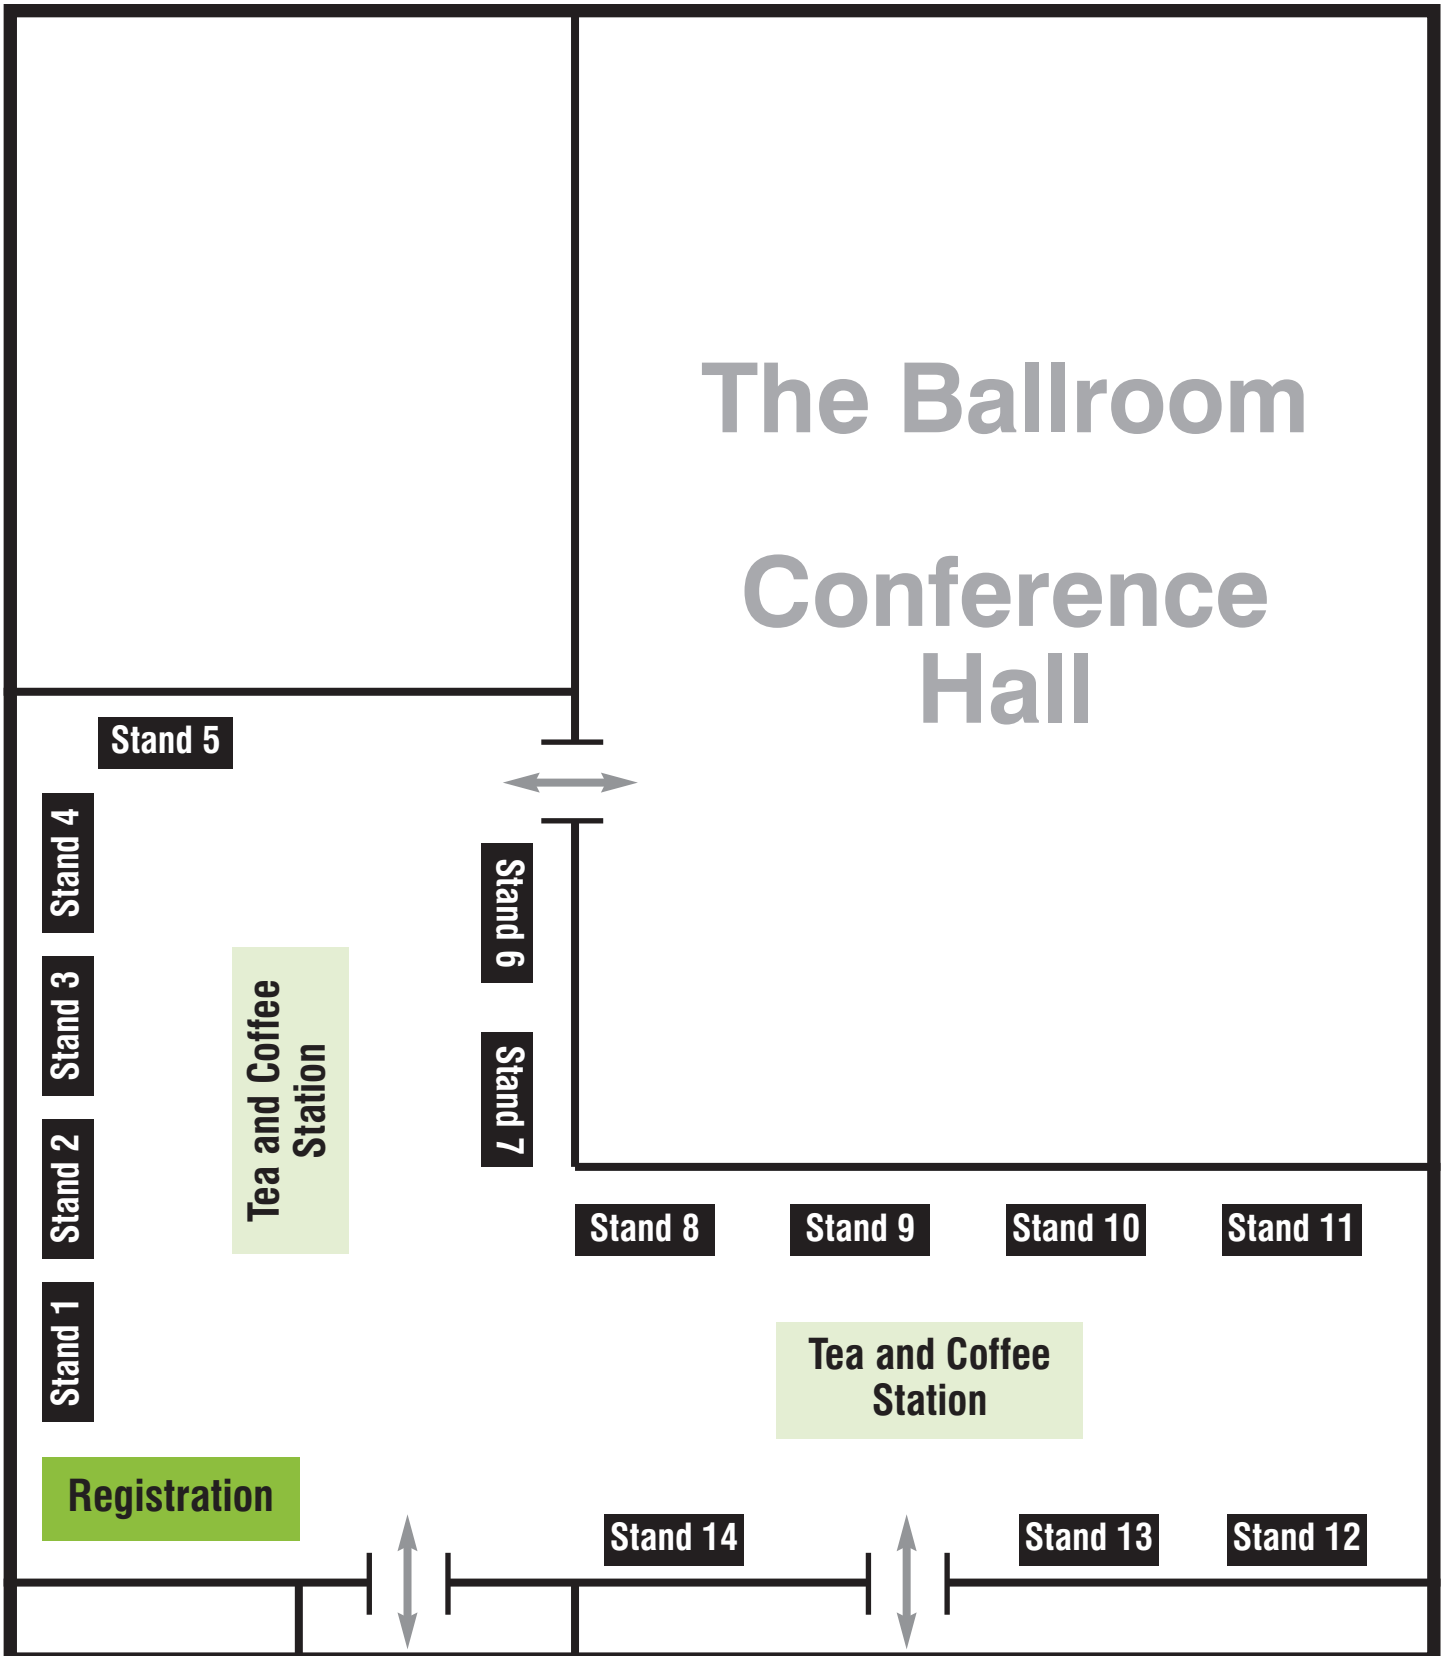 The Ballroom
Conference
Hall
Stand 5
Stand 4
Stand 6
Stand 3
Tea and Coffee
Station
Stand 7
Stand 2
Stand 8
Stand 9
Stand 10
Stand 11
Stand 1
Tea and Coffee
Station
Registration
Stand 14
Stand 13
Stand 12